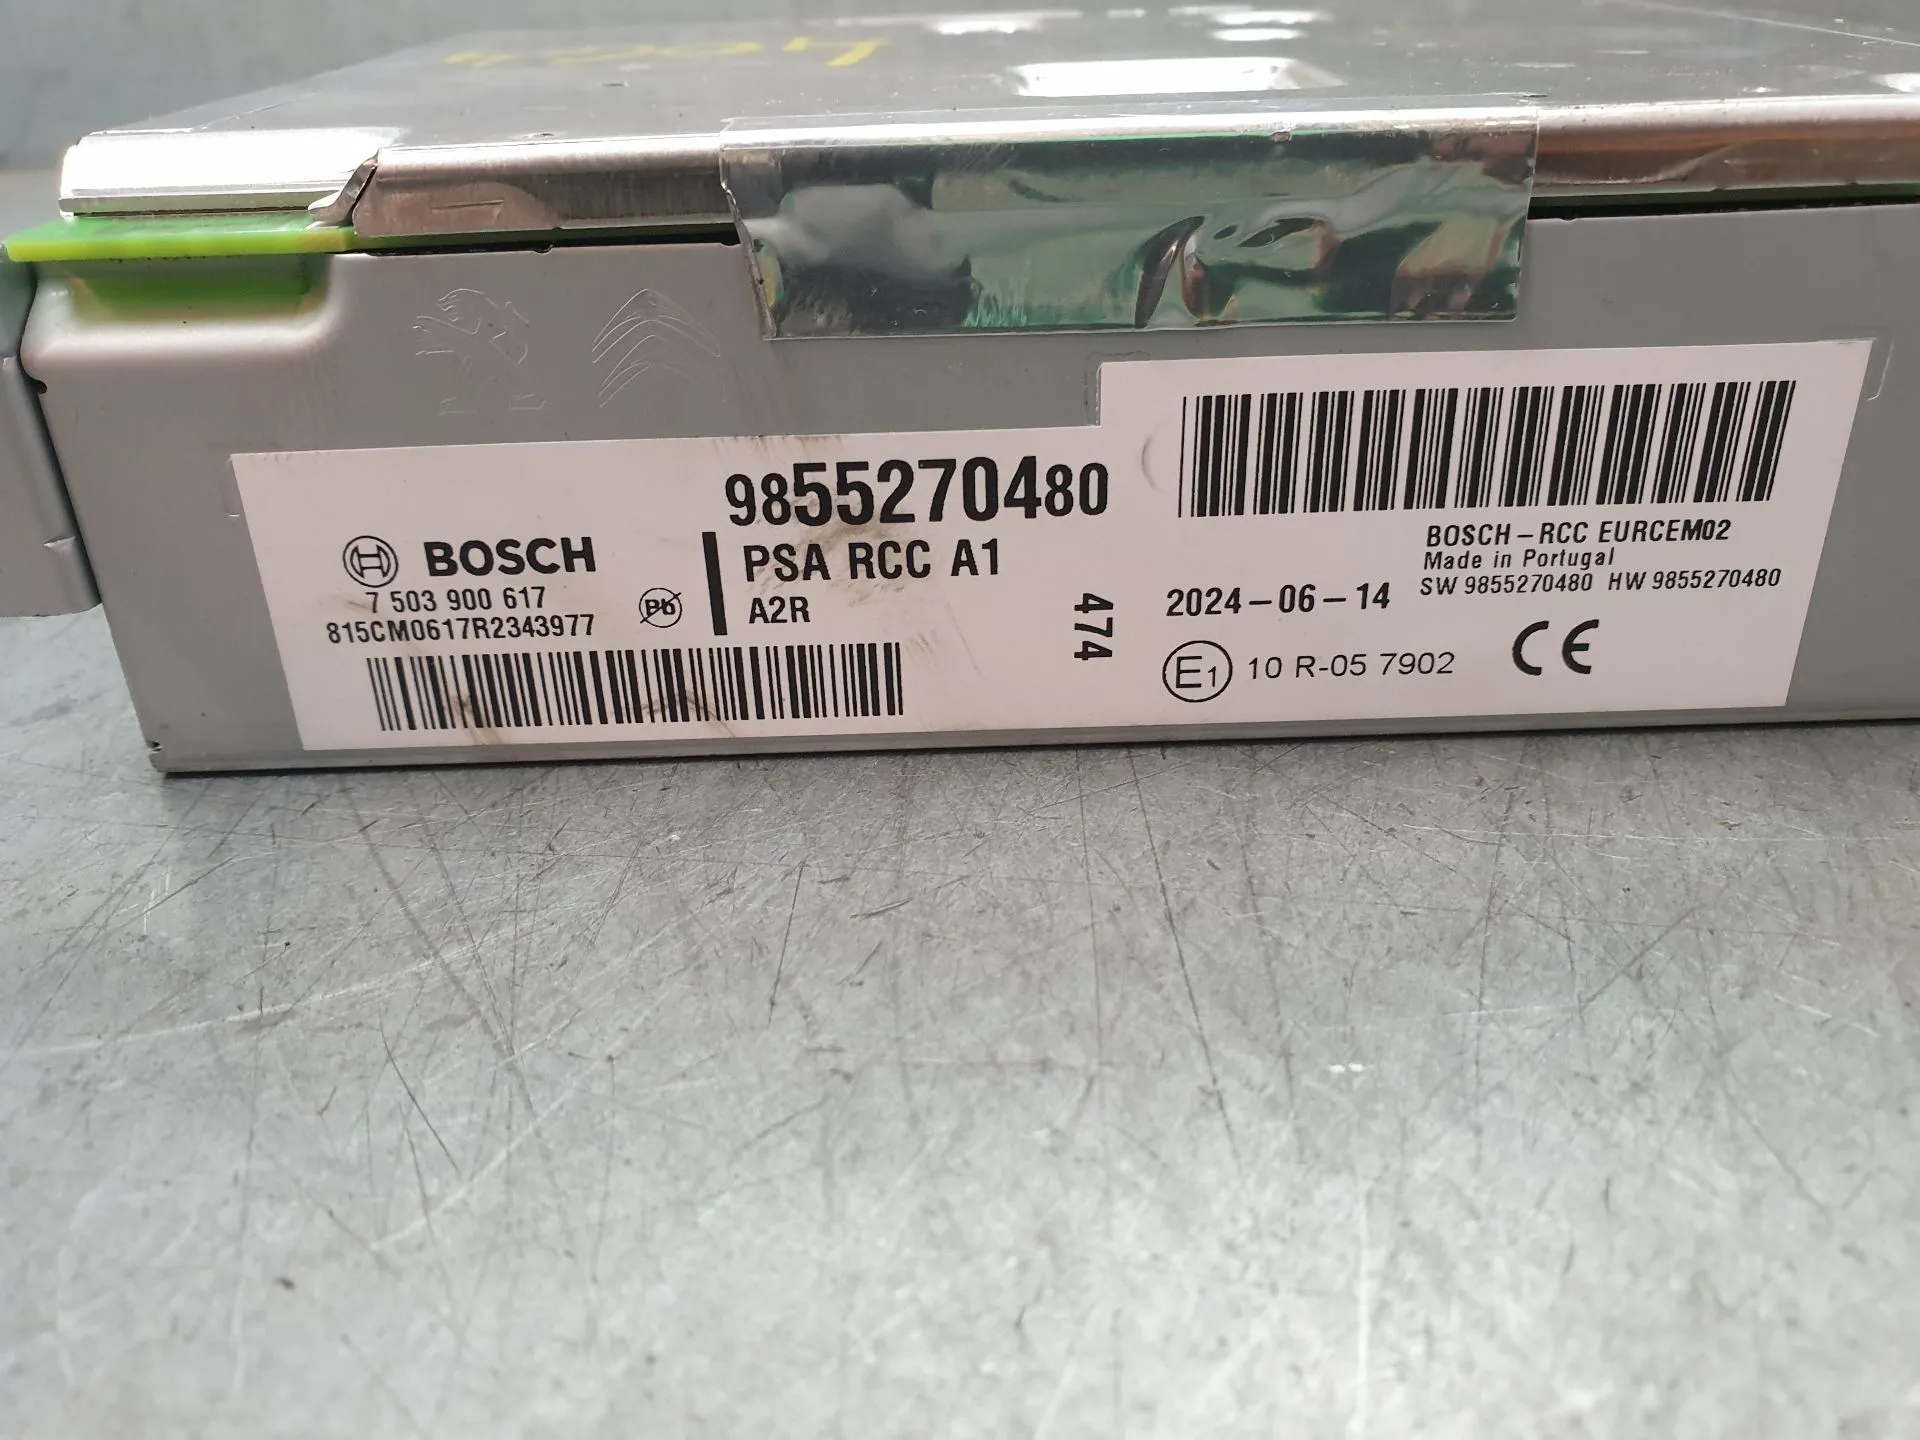 9855270480
BOSCH
7 503 900 617
815CM0617R2343977
Pb
PSA RCC A1
A2R
474
BOSCH-RCC EURCEM02
Made in Portugal
SW 9855270480 HW 9855270480
2024-06-14
E1 10 R-05 7902
CE